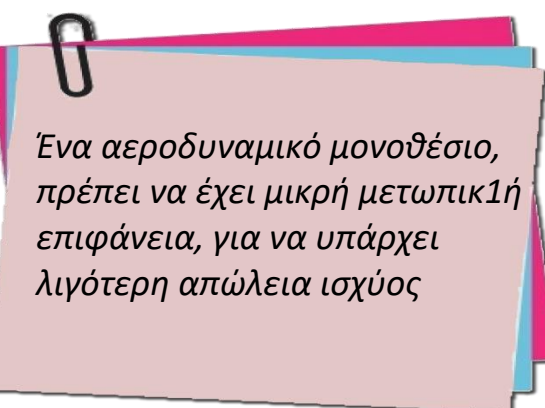 Ένα αεροδυναμικό μονοθέσιο,
πρέπει να έχει μικρή μετωπικ1ή
επιφάνεια, για να υπάρχει
λιγότερη απώλεια ισχύος